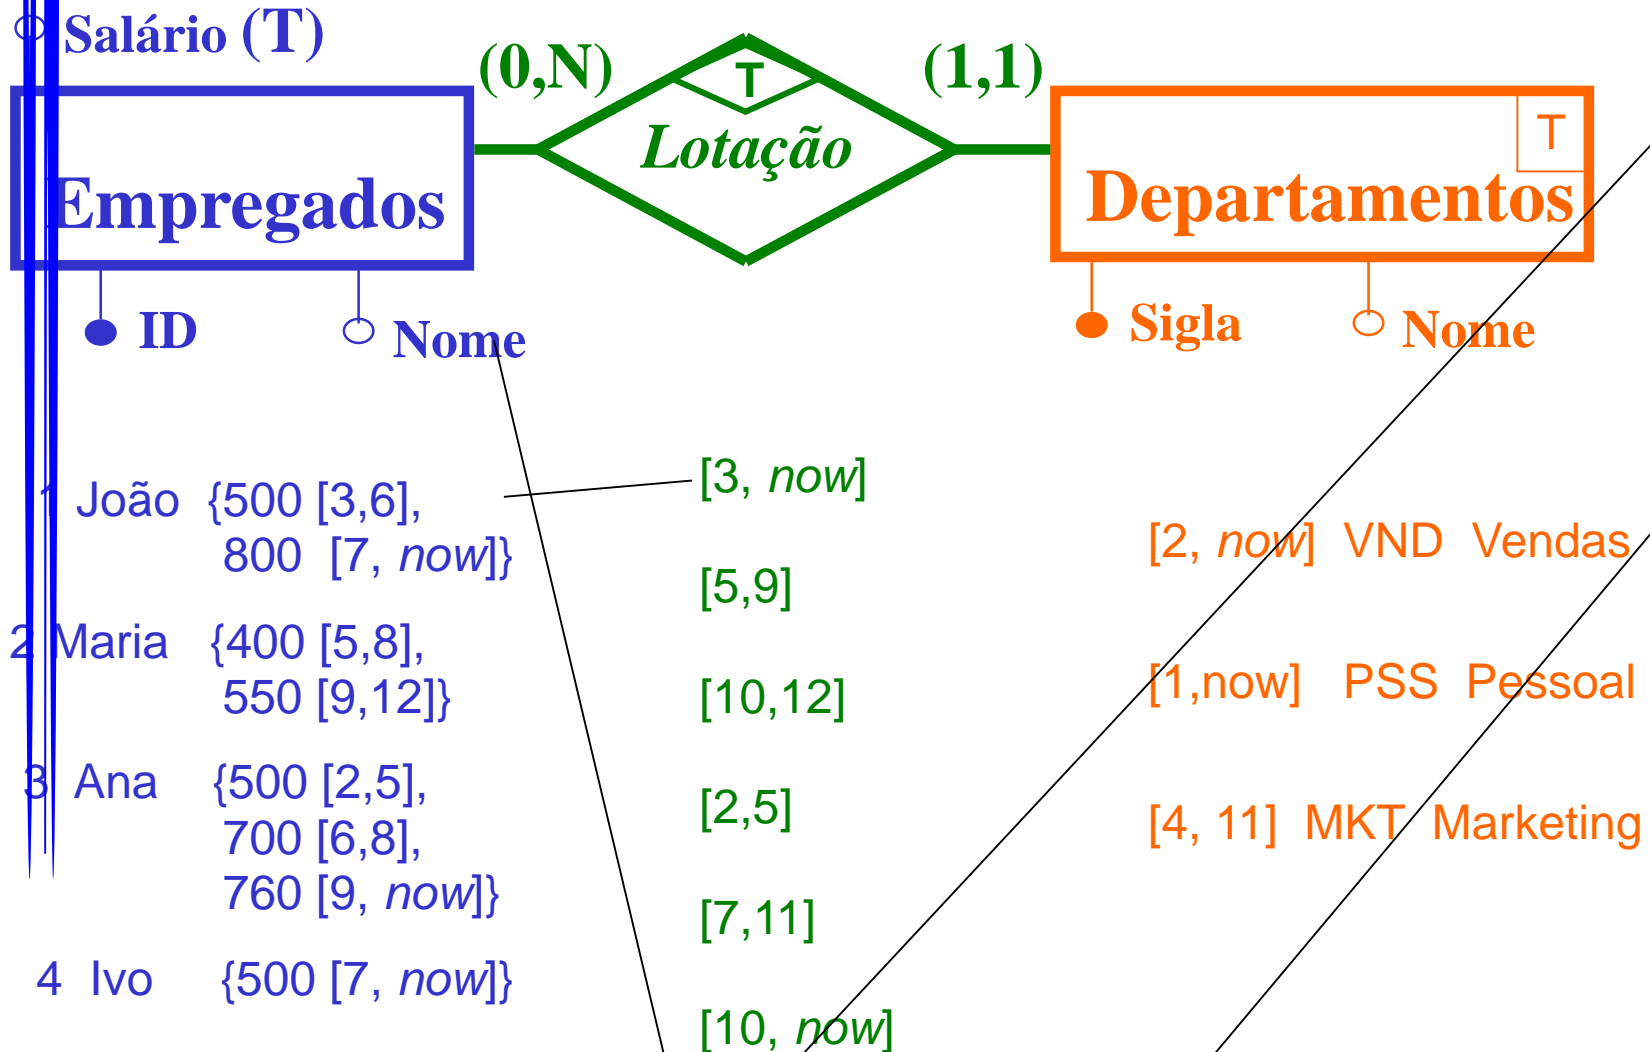 Salário (T)
(0,N)
T
(1,1)
Lotação
T
Empregados
Departamentos
ID
Nome
Sigla
Nome
1 João {500 [3,6],
800 [7, now]}
2 Maria {400 [5,8],
550 [9,12]}
3 Ana {500 [2,5],
700 [6,8],
760 [9, now]}
4 Ivo {500 [7, now]}
[3, now]
[5,9]
[10,12]
[2,5]
[7,11]
[10, now]
[2, now] VND Vendas
[1,now] PSS Pessoal
[4, 11] MKT Marketing